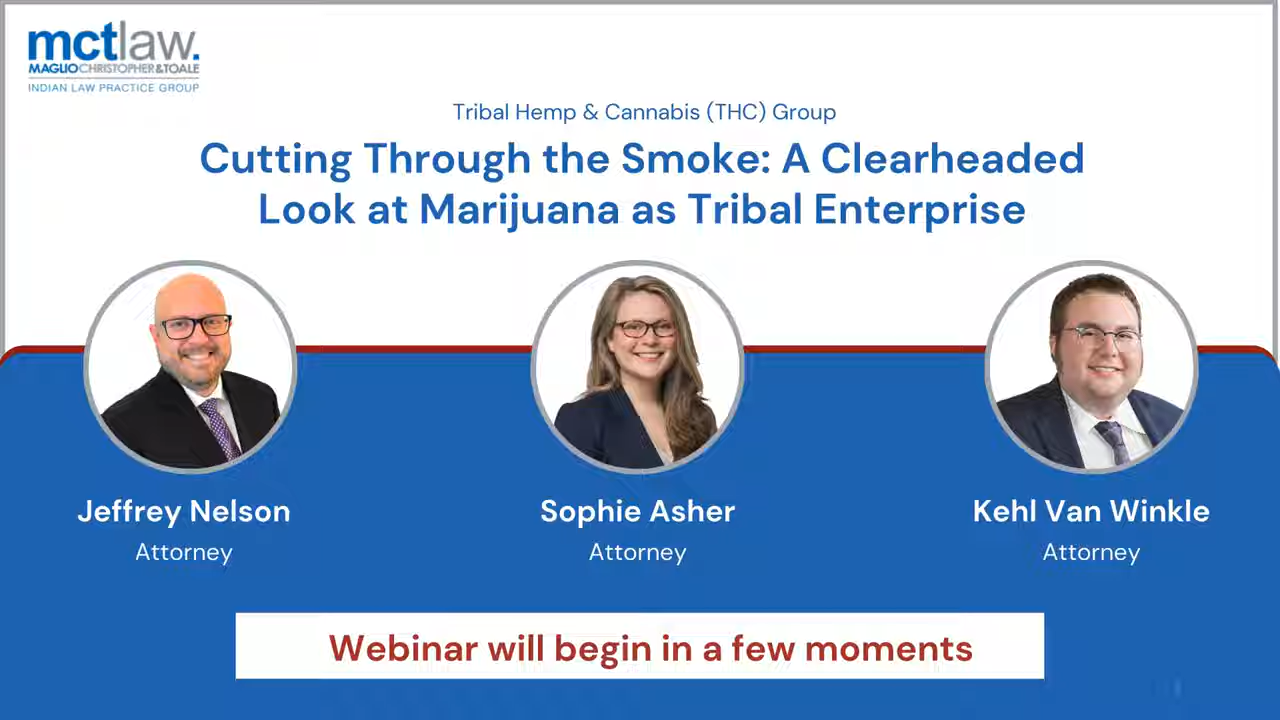 mctlaw.
MAGLIOCHRISTOPHER&TOALE
INDIAN LAW PRACTICE GROUP
Tribal Hemp & Cannabis (THC) Group
Cutting Through the Smoke: A Clearheaded
Look at Marijuana as Tribal Enterprise
Jeffrey Nelson
Attorney
Sophie Asher
Attorney
Kehl Van Winkle
Attorney
Webinar will begin in a few moments